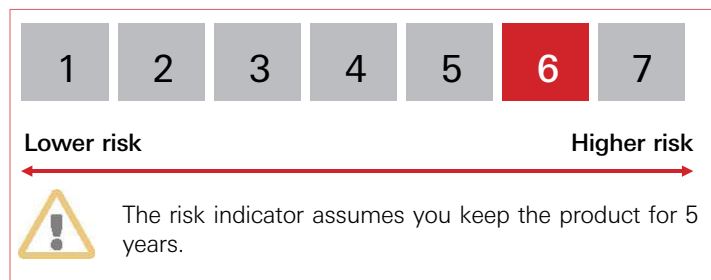 1 2 3 4 5 6 7
Lower risk Higher risk
The risk indicator assumes you keep the product for 5
years.